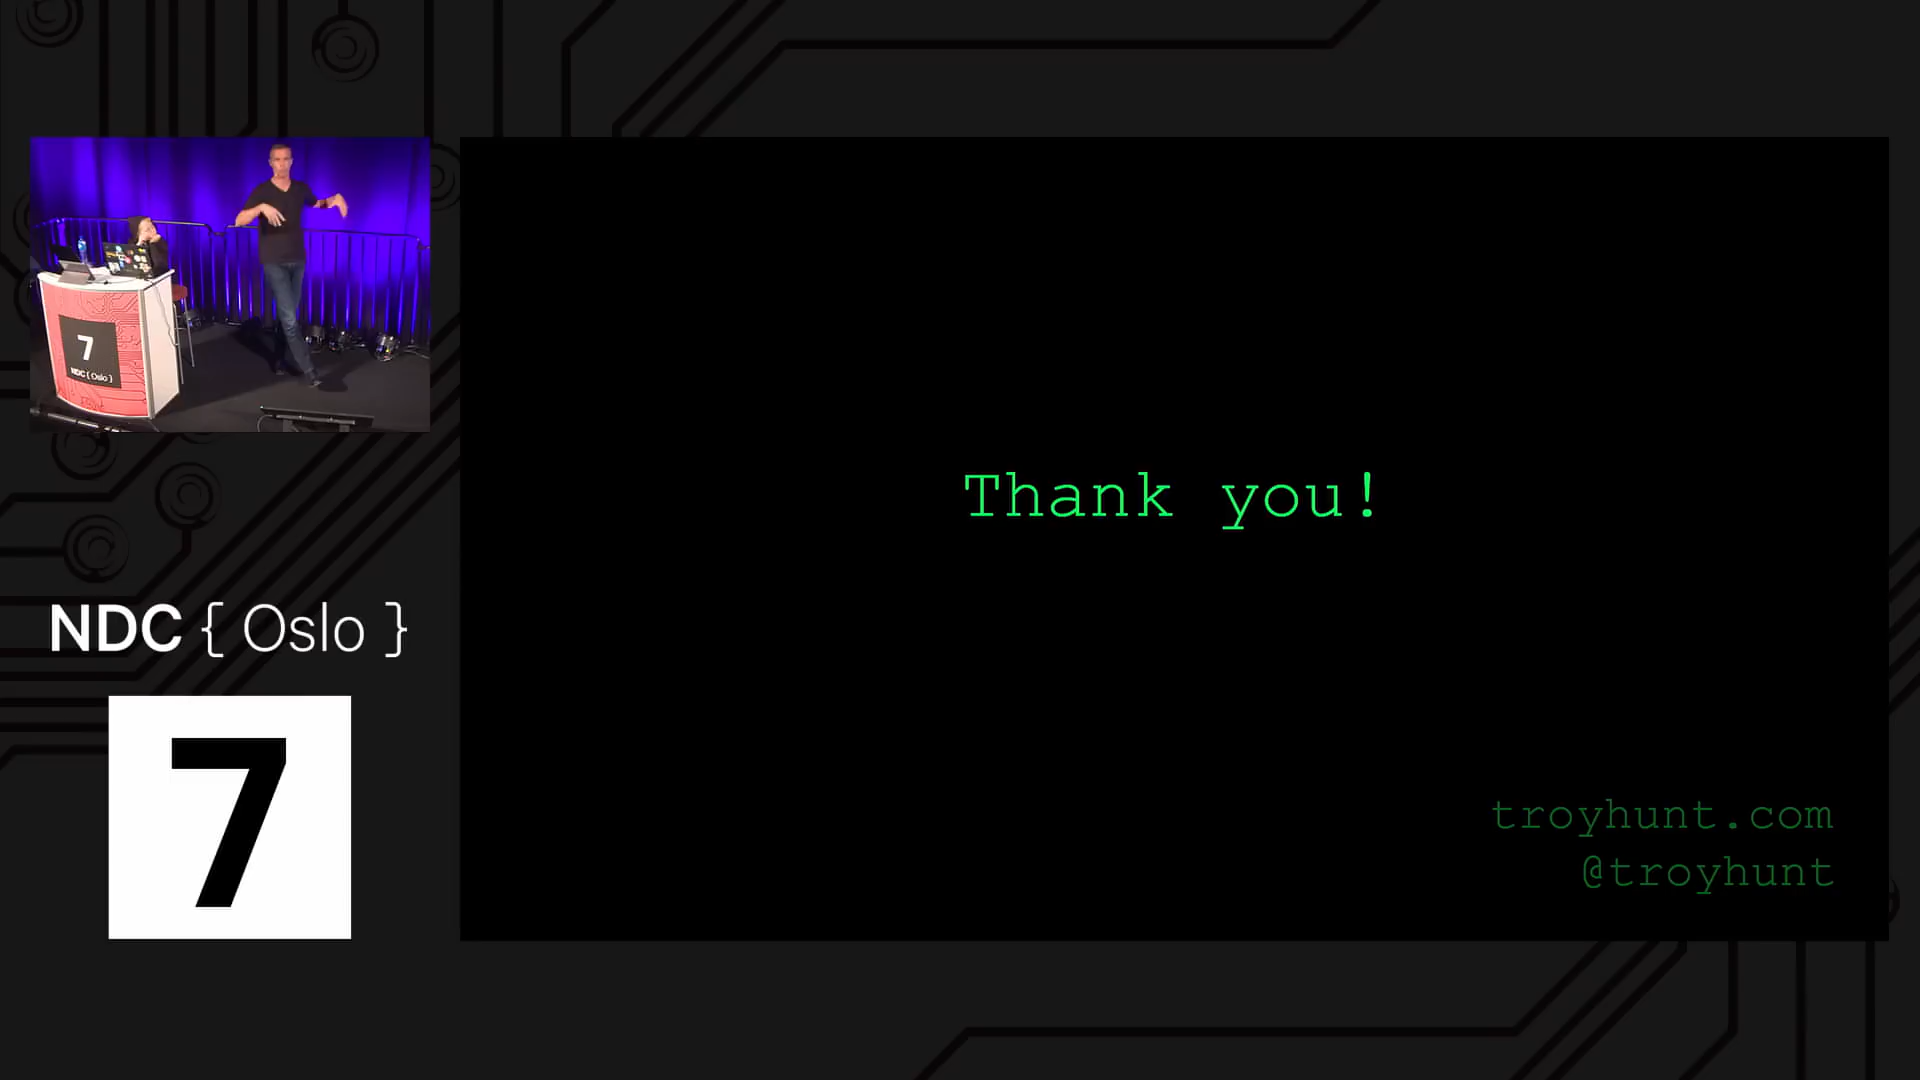 7
NDC { Oslo }
NDC { Oslo }
7
Thank you!
troyhunt.com
@troyhunt